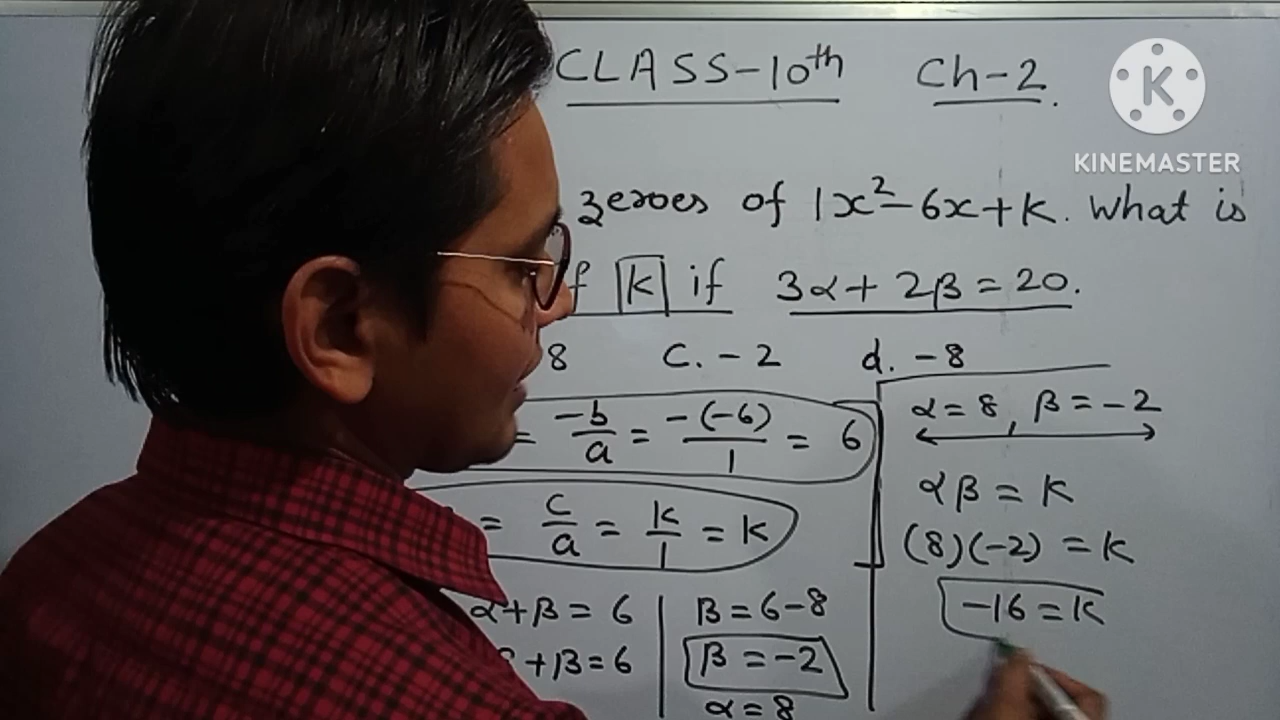 CLASS-10th Ch-2.
K
KINEMASTER
zeroes of 1x²-6x+K. What is
f K if 3α+2β=20.
8 C. -2 d. -8
= -b/a = -(-6)/1 = 6
= c/a = k/1 = K
α+β=6
+β=6
β=6-8
β=-2
α=8
α=8, β=-2
αβ=K
(8)(-2)=K
-16=K